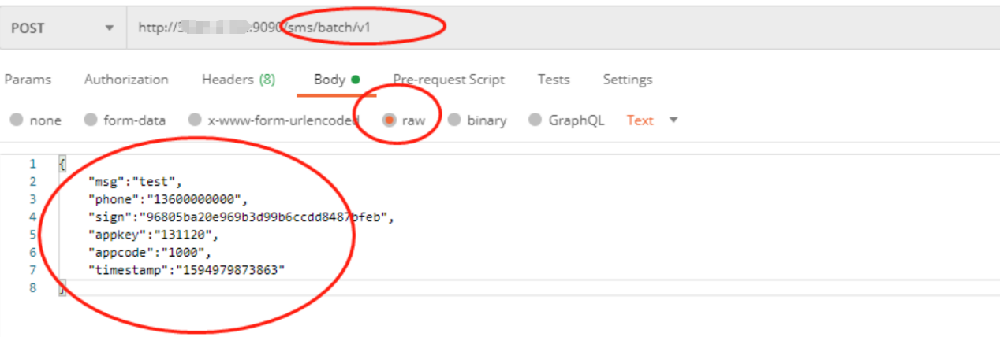 POST http:// :9090/sms/batch/v1
Params Authorization Headers (8) Body Pre-request Script Tests Settings
none form-data x-www-form-urlencoded raw binary GraphQL Text
1 {
2 "msg":"test",
3 "phone":"13600000000",
4 "sign":"96805ba20e969b3d99b6ccdd8487bfeb",
5 "appkey":"131120",
6 "appcode":"1000",
7 "timestamp":"1594979873863"
8 }